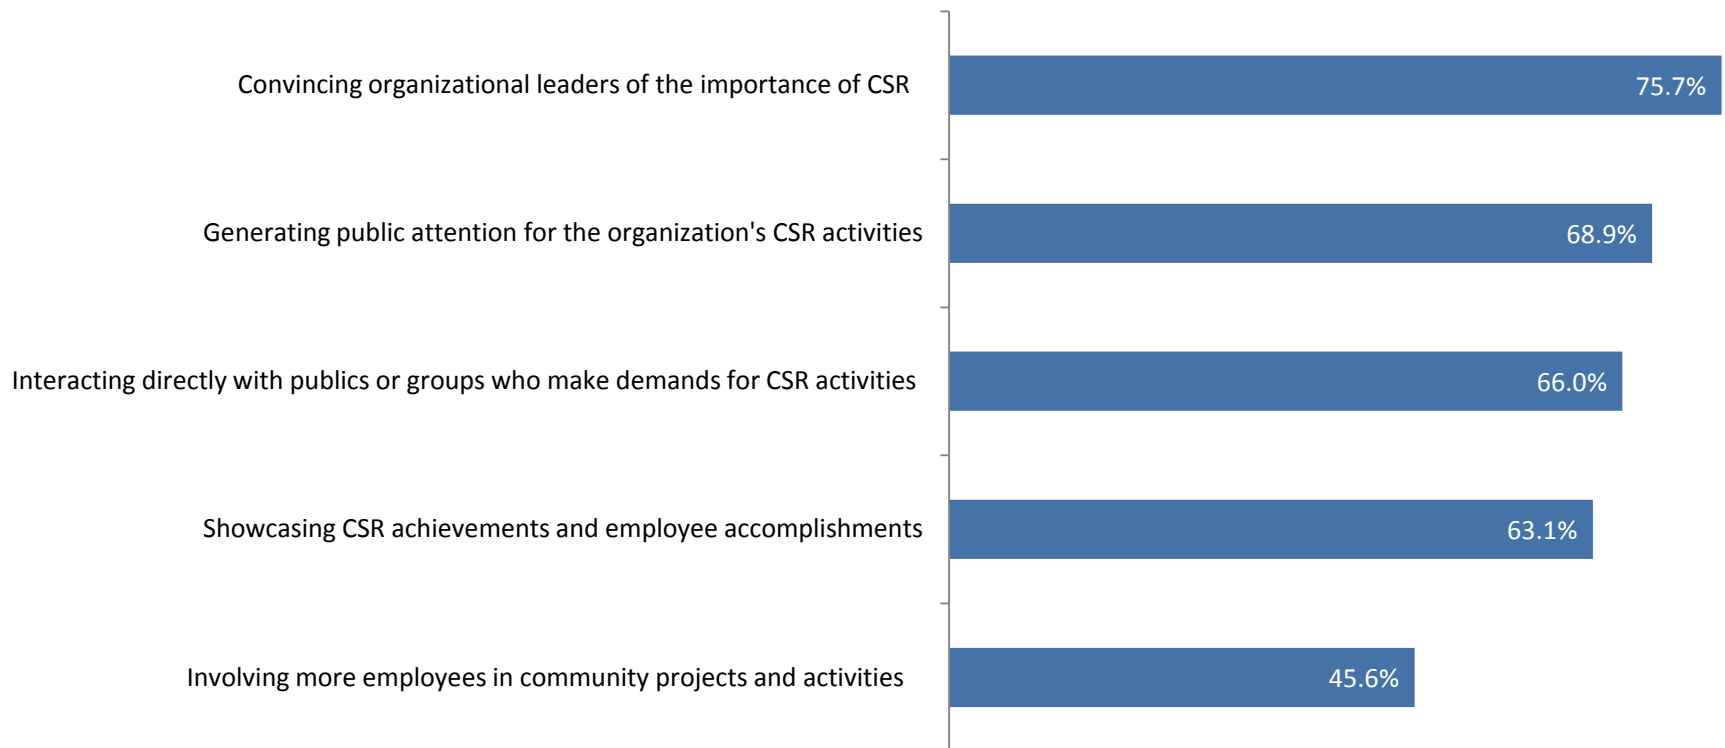 Convincing organizational leaders of the importance of CSR 75.7%
Generating public attention for the organization's CSR activities 68.9%
Interacting directly with publics or groups who make demands for CSR activities 66.0%
Showcasing CSR achievements and employee accomplishments 63.1%
Involving more employees in community projects and activities 45.6%